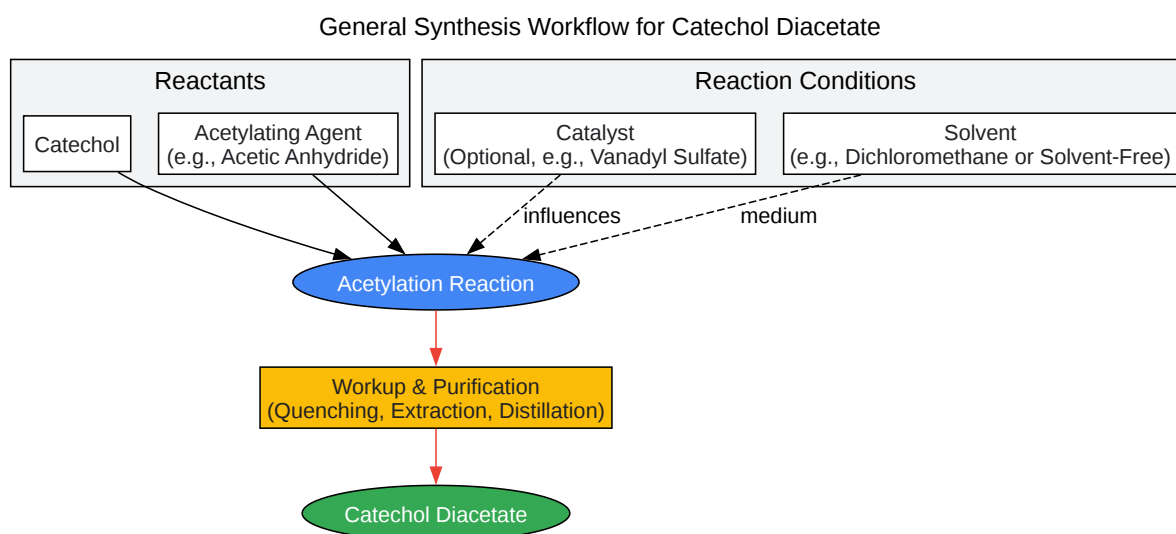 General Synthesis Workflow for Catechol Diacetate
Reactants
Reaction Conditions
Catechol
Acetylating Agent
(e.g., Acetic Anhydride)
Catalyst
(Optional, e.g., Vanadyl Sulfate)
Solvent
(e.g., Dichloromethane or Solvent-Free)
influences
medium
Acetylation Reaction
Workup & Purification
(Quenching, Extraction, Distillation)
Catechol Diacetate